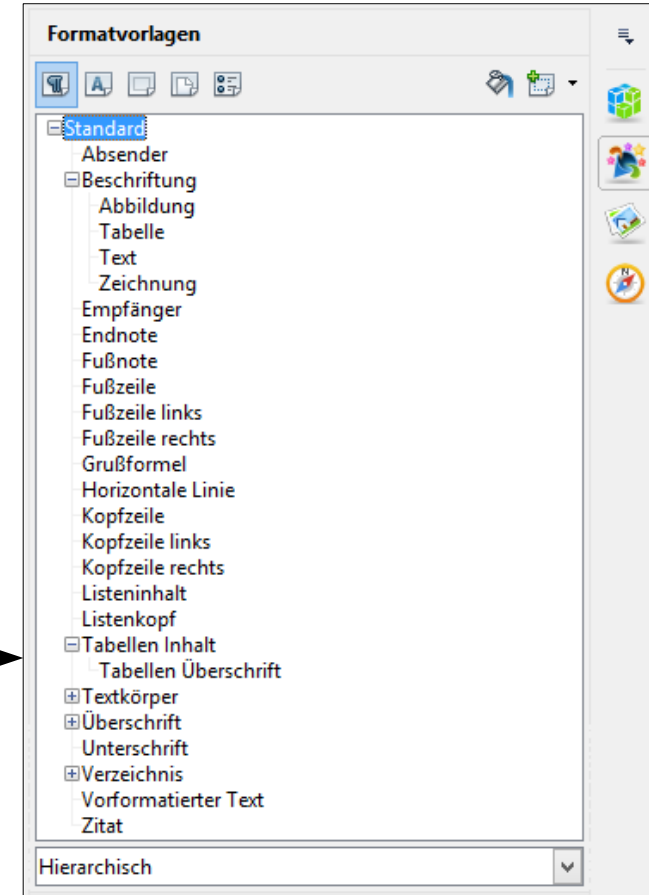 Formatvorlagen
Standard
Absender
Beschriftung
Abbildung
Tabelle
Text
Zeichnung
Empfänger
Endnote
Fußnote
Fußzeile
Fußzeile links
Fußzeile rechts
Grußformel
Horizontale Linie
Kopfzeile
Kopfzeile links
Kopfzeile rechts
Listeninhalt
Listenkopf
Tabellen Inhalt
Tabellen Überschrift
Textkörper
Überschrift
Unterschrift
Verzeichnis
Vorformatierter Text
Zitat
Hierarchisch